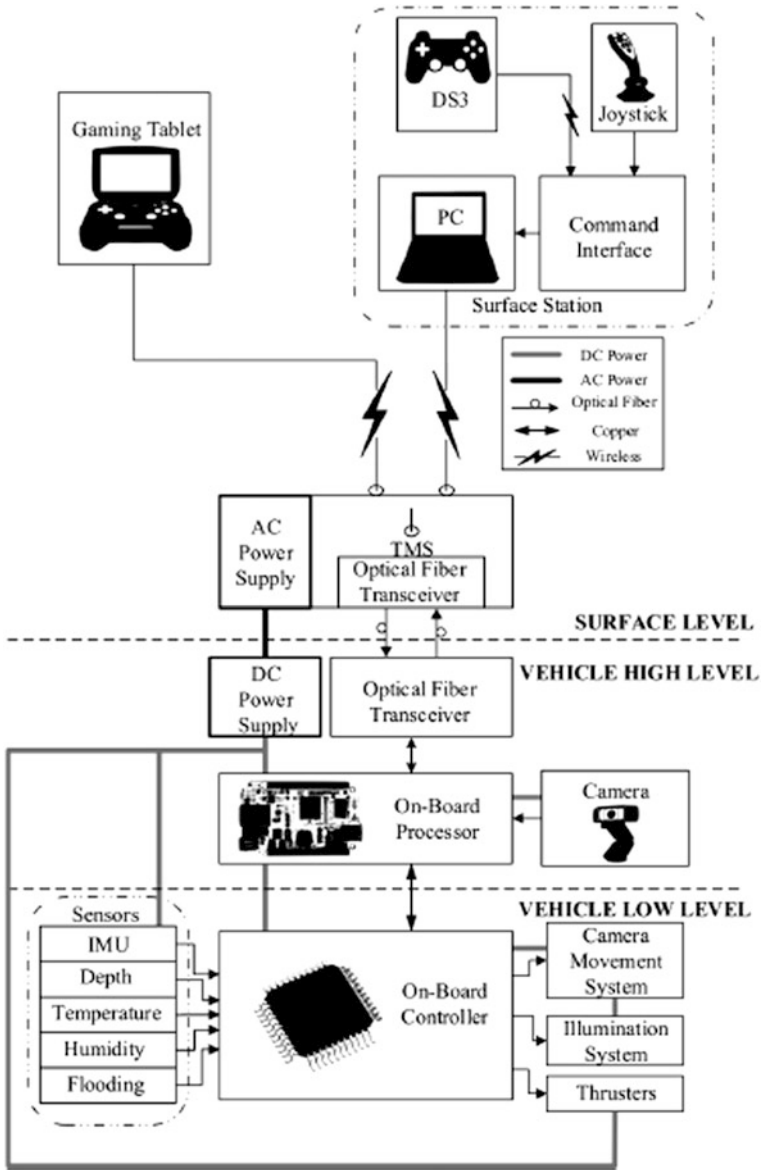 DS3
Joystick
Gaming Tablet
PC
Command
Interface
Surface Station
DC Power
AC Power
Optical Fiber
Copper
Wireless
AC
Power
Supply
TMS
Optical Fiber
Transceiver
SURFACE LEVEL
DC
Power
Supply
Optical Fiber
Transceiver
VEHICLE HIGH LEVEL
On-Board
Processor
Camera
VEHICLE LOW LEVEL
Sensors
IMU
Depth
Temperature
Humidity
Flooding
On-Board
Controller
Camera
Movement
System
Illumination
System
Thrusters